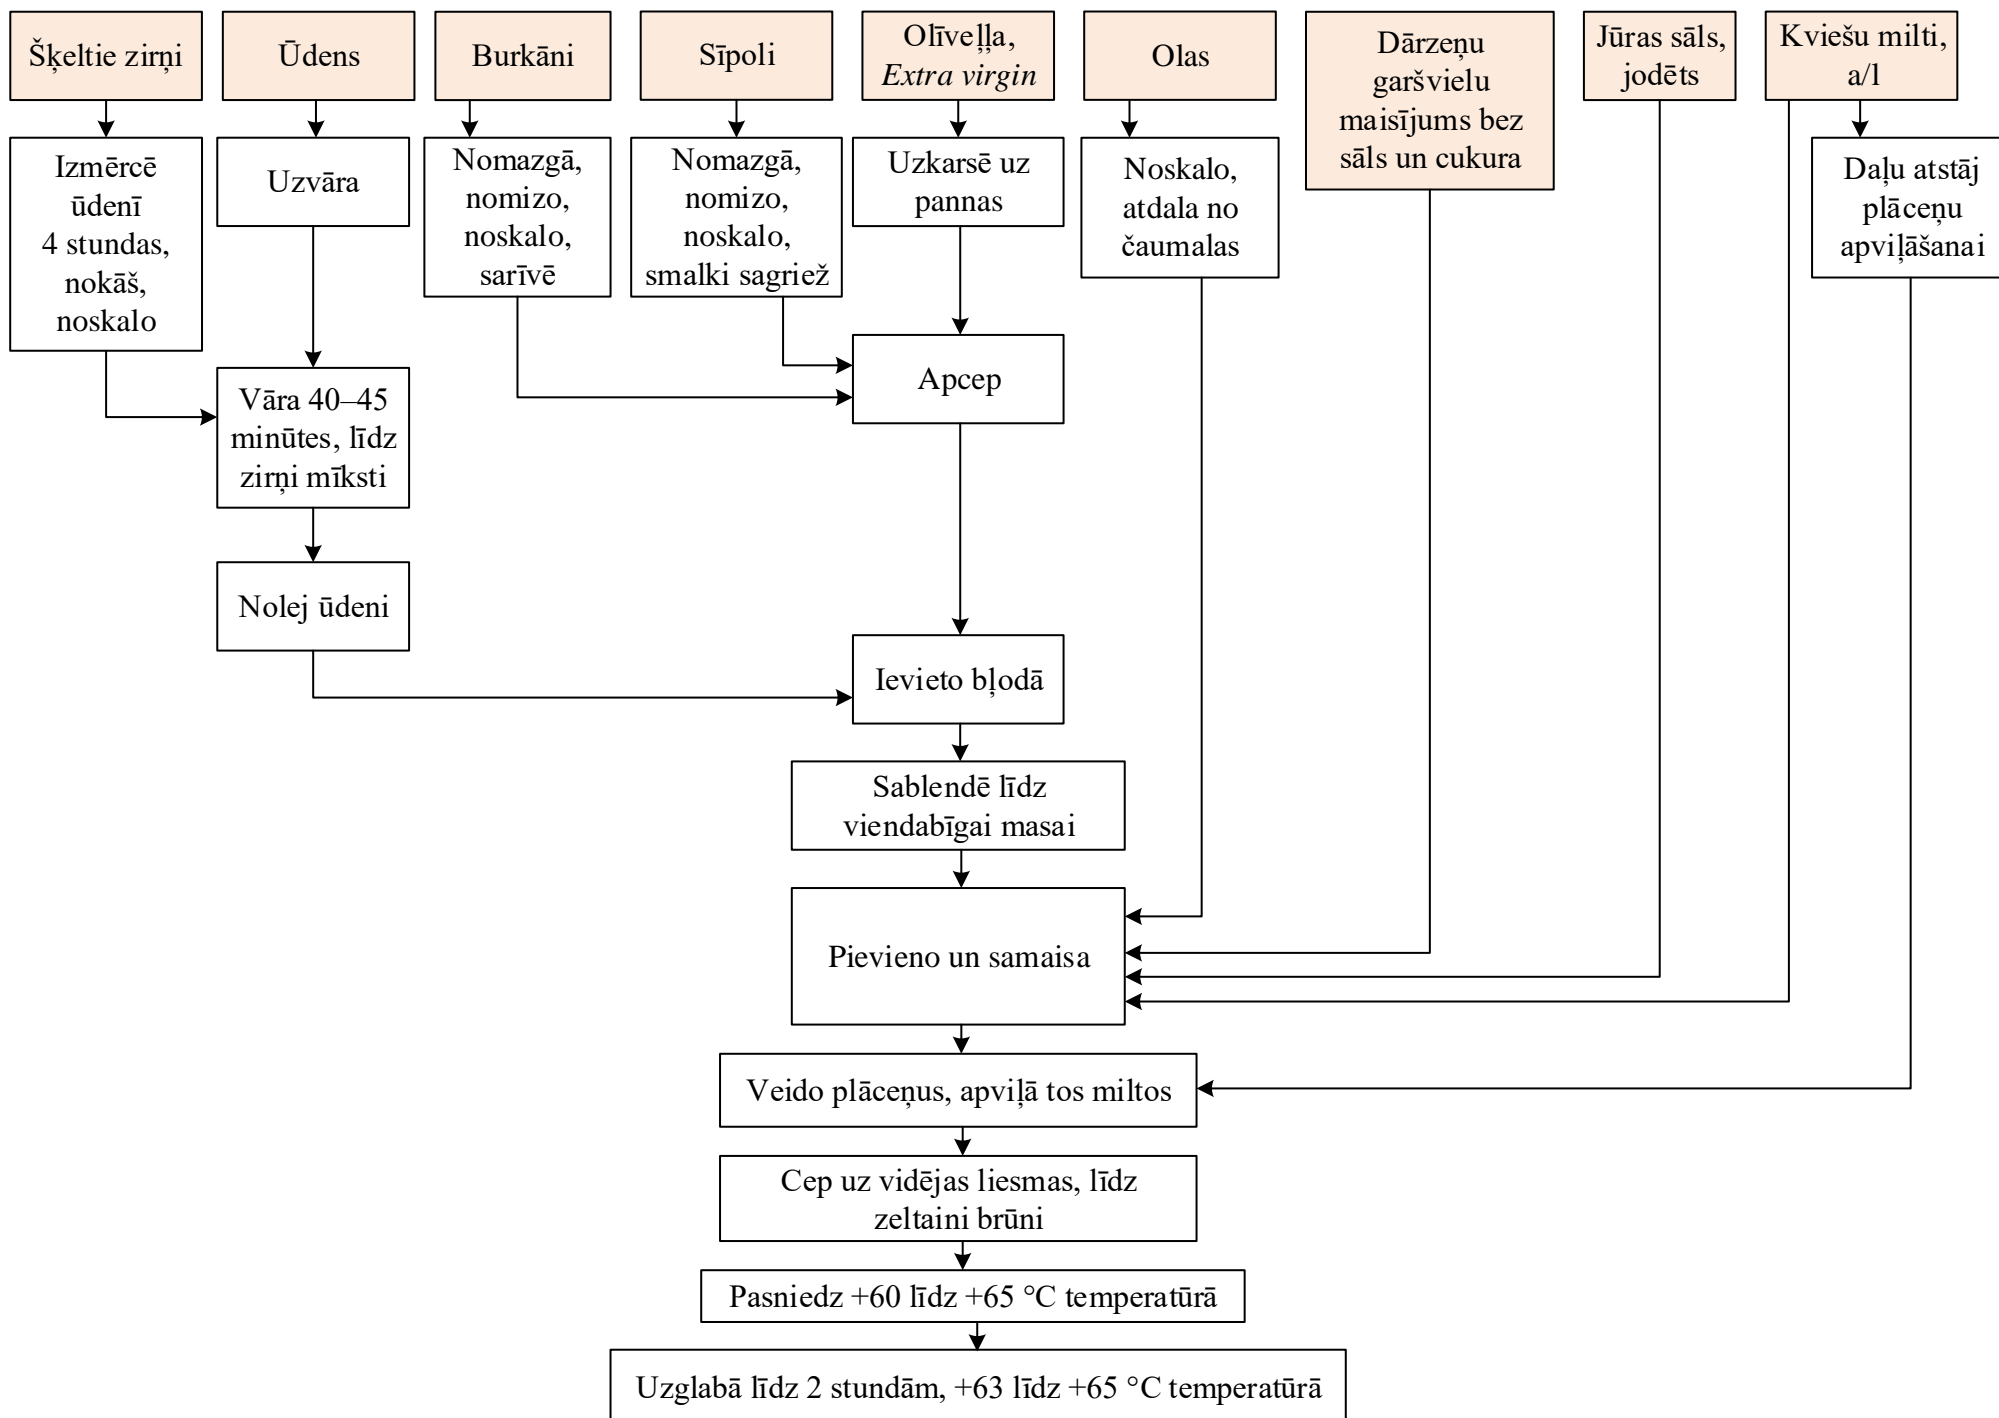 Šķeltie zirņi
Ūdens
Burkāni
Sīpoli
Olīveļļa,
Extra virgin
Olas
Dārzeņu
garšvielu
maisījums bez
sāls un cukura
Jūras sāls,
jodēts
Kviešu milti,
a/l
Izmērcē
ūdenī
4 stundas,
nokāš,
noskalo
Uzvāra
Nomazgā,
nomizo,
noskalo,
sarīvē
Nomazgā,
nomizo,
noskalo,
smalki sagriež
Uzkarsē uz
pannas
Noskalo,
atdala no
čaumalas
Daļu atstāj
plāceņu
apviļāšanai
Vāra 40–45
minūtes, līdz
zirņi mīksti
Apcep
Nolej ūdeni
Ievieto bļodā
Sablendē līdz
viendabīgai masai
Pievieno un samaisa
Veido plāceņus, apviļā tos miltos
Cep uz vidējas liesmas, līdz
zeltaini brūni
Pasniedz +60 līdz +65 °C temperatūrā
Uzglabā līdz 2 stundām, +63 līdz +65 °C temperatūrā